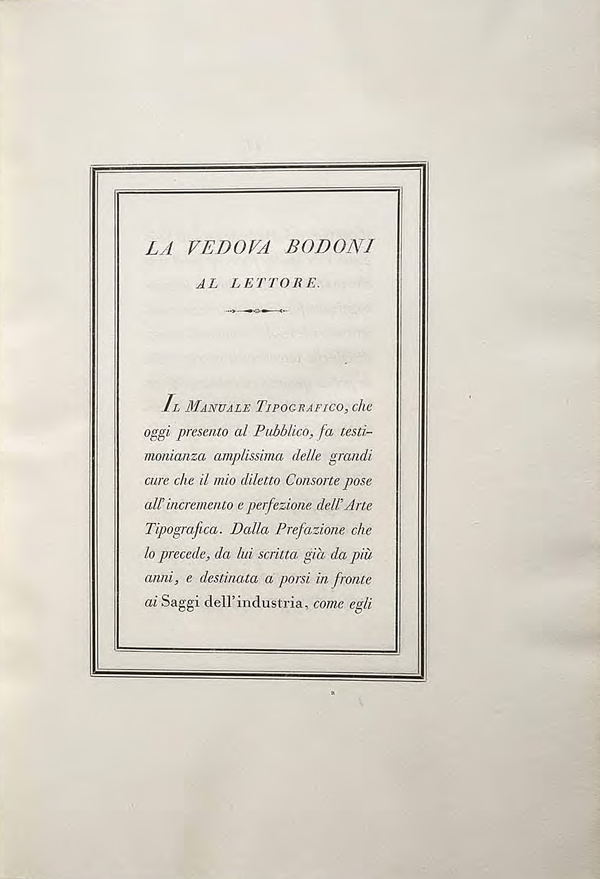 LA VEDOVA BODONI
AL LETTORE.
IL MANUALE TIPOGRAFICO, che
oggi presento al Pubblico, fa testi-
monianza amplissima delle grandi
cure che il mio diletto Consorte pose
all'incremento e perfezione dell'Arte
Tipografica. Dalla Prefazione che
lo precede, da lui scritta già da più
anni, e destinata a porsi in fronte
ai Saggi dell'industria, come egli